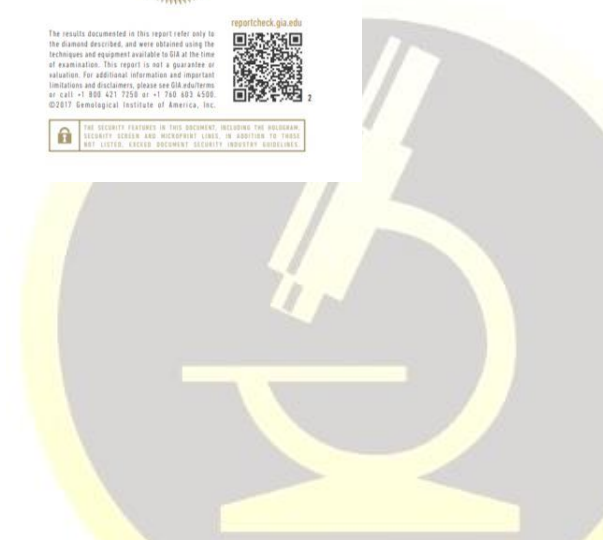 reportcheck.gia.edu
The results documented in this report refer only to
the diamond described, and were obtained using the
techniques and equipment available to GIA at the time
of examination. This report is not a guarantee or
valuation. For additional information and important
limitations and disclaimers, please see GIA.edu/terms
or call +1 800 421 7250 or +1 760 603 4500.
©2017 Gemological Institute of America, Inc.
2
THE SECURITY FEATURES IN THIS DOCUMENT, INCLUDING THE HOLOGRAM,
SECURITY SCREEN AND MICROPRINT LINES, IN ADDITION TO THOSE
NOT LISTED, EXCEED DOCUMENT SECURITY INDUSTRY GUIDELINES.